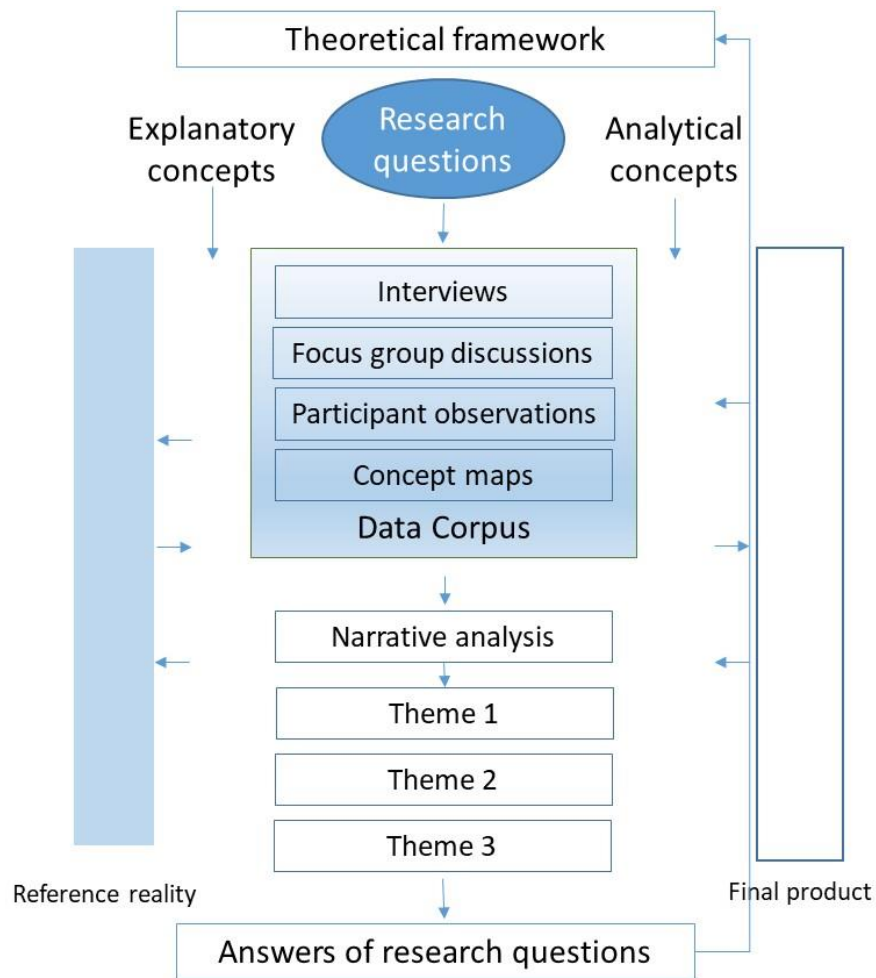 Theoretical framework
Explanatory
concepts
Research
questions
Analytical
concepts
Interviews
Focus group discussions
Participant observations
Concept maps
Data Corpus
Narrative analysis
Theme 1
Theme 2
Theme 3
Reference reality
Final product
Answers of research questions